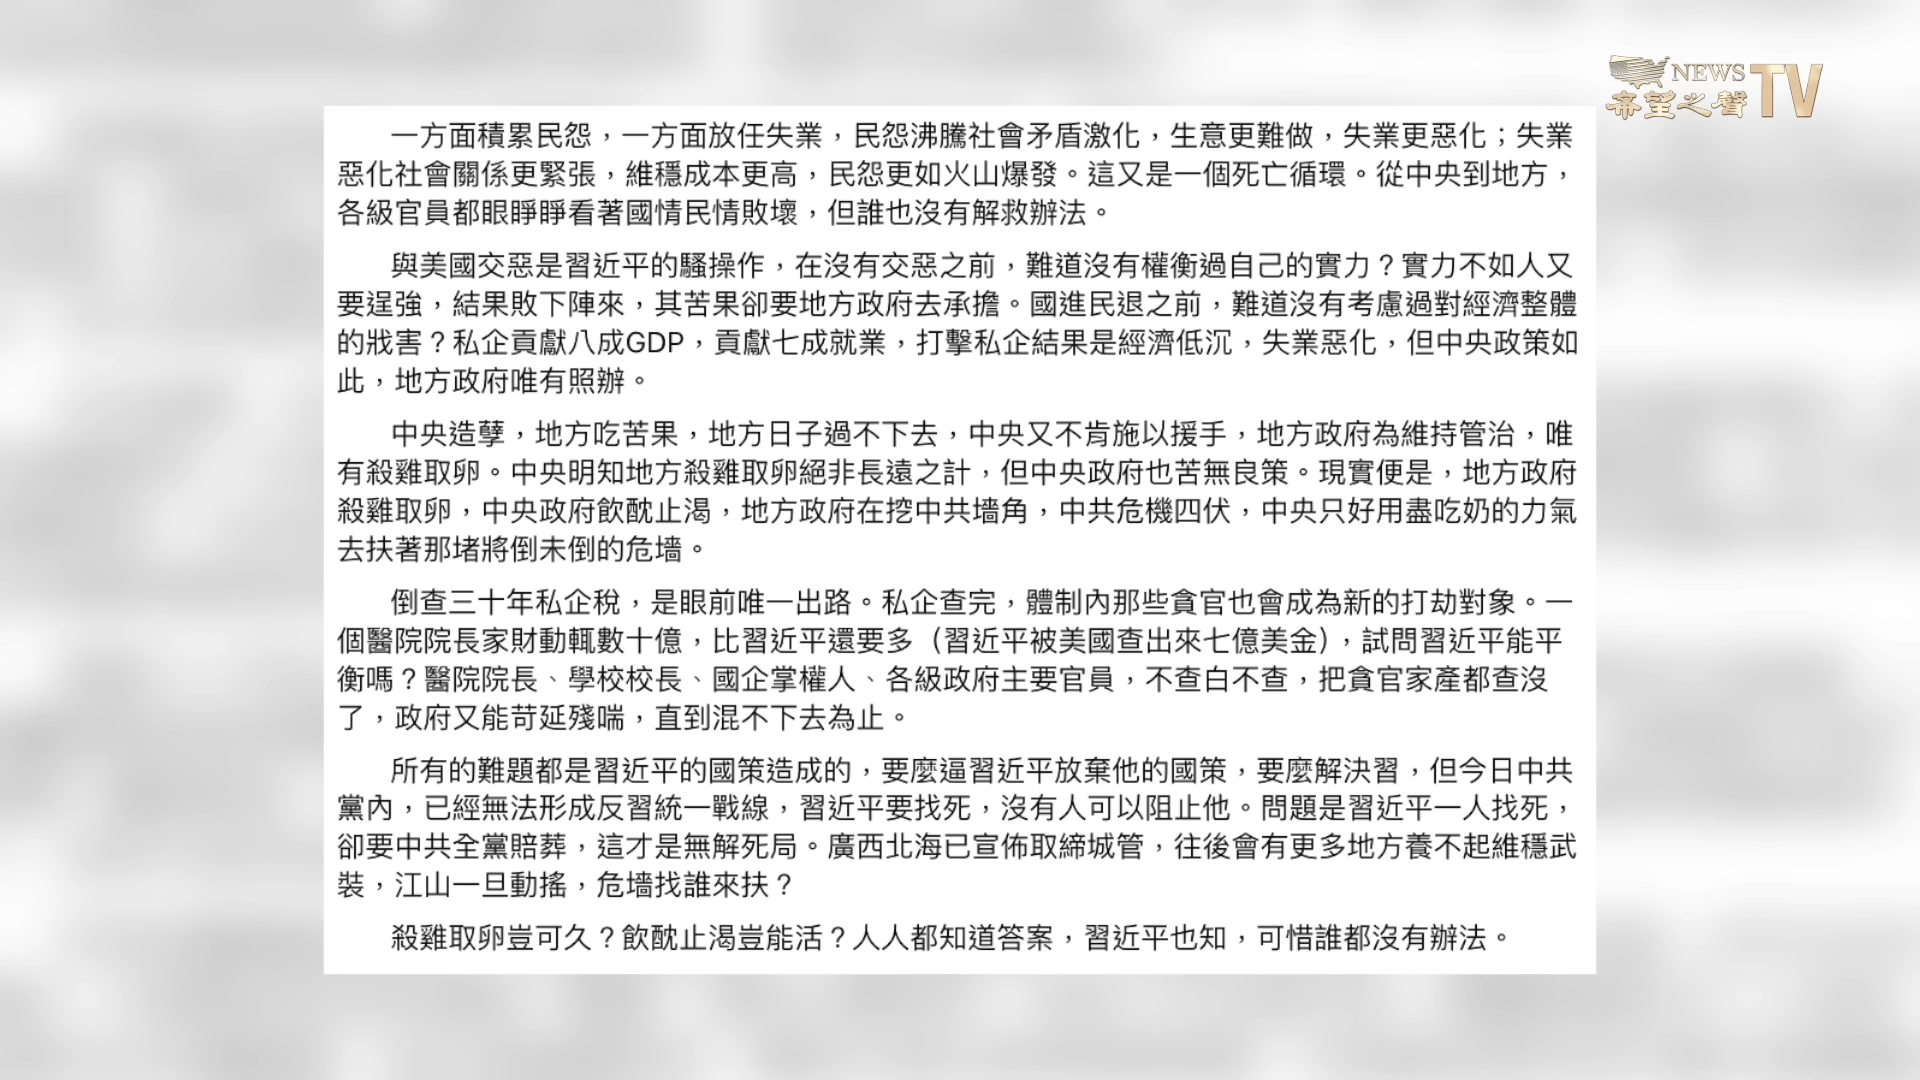 NEWS
希望之聲 TV
一方面積累民怨，一方面放任失業，民怨沸騰社會矛盾激化，生意更難做，失業更惡化；失業
惡化社會關係更緊張，維穩成本更高，民怨更如火山爆發。這又是一個死亡循環。從中央到地方，
各級官員都眼睜睜看著國情民情敗壞，但誰也沒有解救辦法。
與美國交惡是習近平的騷操作，在沒有交惡之前，難道沒有權衡過自己的實力？實力不如人又
要逞強，結果敗下陣來，其苦果卻要地方政府去承擔。國進民退之前，難道沒有考慮過對經濟整體
的戕害？私企貢獻八成GDP，貢獻七成就業，打擊私企結果是經濟低沉，失業惡化，但中央政策如
此，地方政府唯有照辦。
中央造孽，地方吃苦果，地方日子過不下去，中央又不肯施以援手，地方政府為維持管治，唯
有殺雞取卵。中央明知地方殺雞取卵絕非長遠之計，但中央政府也苦無良策。現實便是，地方政府
殺雞取卵，中央政府飲酖止渴，地方政府在挖中共墻角，中共危機四伏，中央只好用盡吃奶的力氣
去扶著那堵將倒未倒的危墻。
倒查三十年私企稅，是眼前唯一出路。私企查完，體制內那些貪官也會成為新的打劫對象。一
個醫院院長家財動輒數十億，比習近平還要多（習近平被美國查出來七億美金），試問習近平能平
衡嗎？醫院院長、學校校長、國企掌權人、各級政府主要官員，不查白不查，把貪官家產都查沒
了，政府又能苛延殘喘，直到混不下去為止。
所有的難題都是習近平的國策造成的，要麼逼習近平放棄他的國策，要麼解決習，但今日中共
黨內，已經無法形成反習統一戰線，習近平要找死，沒有人可以阻止他。問題是習近平一人找死，
卻要中共全黨賠葬，這才是無解死局。廣西北海已宣佈取締城管，往後會有更多地方養不起維穩武
裝，江山一旦動搖，危墻找誰來扶？
殺雞取卵豈可久？飲酖止渴豈能活？人人都知道答案，習近平也知，可惜誰都沒有辦法。